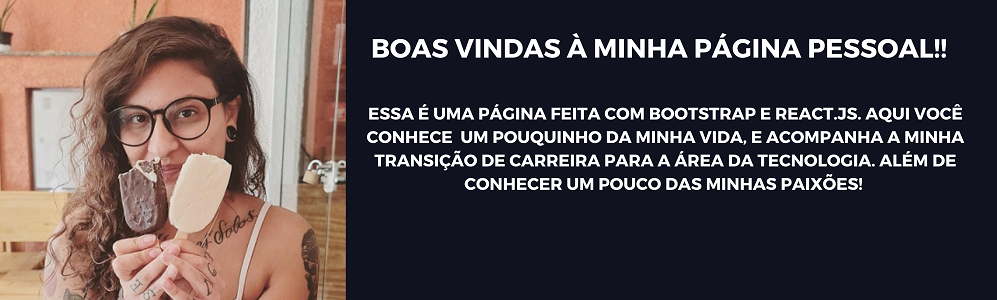 BOAS VINDAS À MINHA PÁGINA PESSOAL!!
ESSA É UMA PÁGINA FEITA COM BOOTSTRAP E REACT.JS. AQUI VOCÊ
CONHECE UM POUQUINHO DA MINHA VIDA, E ACOMPANHA A MINHA
TRANSIÇÃO DE CARREIRA PARA A ÁREA DA TECNOLOGIA. ALÉM DE
CONHECER UM POUCO DAS MINHAS PAIXÕES!